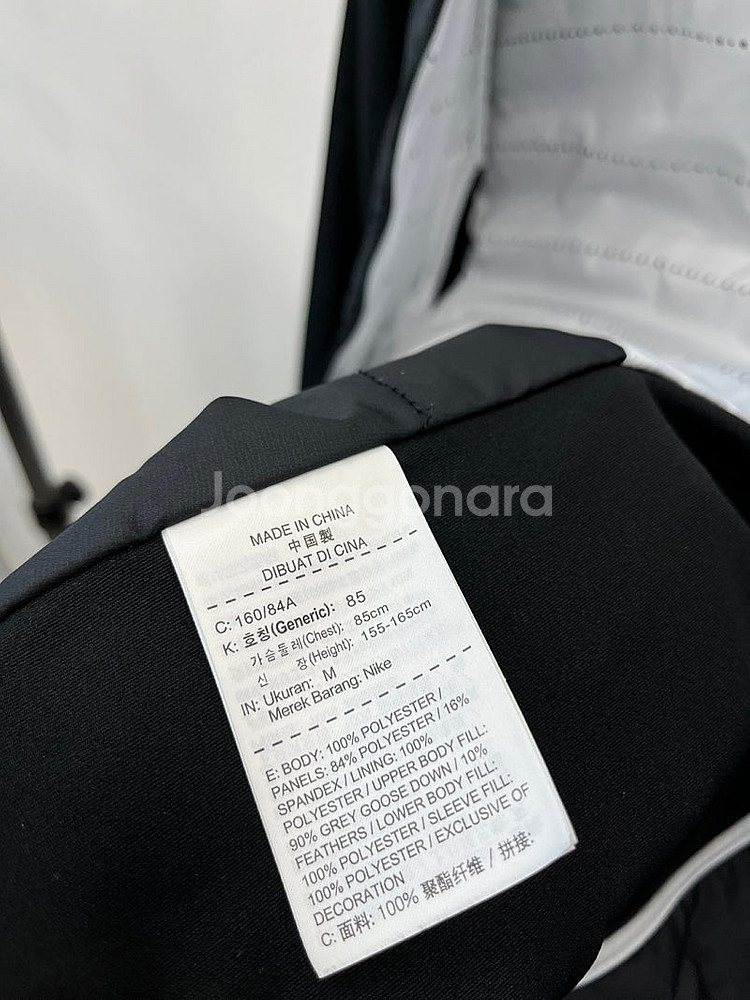 Joonggonara
MADE IN CHINA
中国製
DIBUAT DI CINA
C: 160/84A
K: 호칭(Generic): 85
가슴둘레(Chest): 85cm
신 장(Height): 155-165cm
IN: Ukuran: M
Merek Barang: Nike
E: BODY: 100% POLYESTER /
PANELS: 84% POLYESTER / 16%
SPANDEX / LINING: 100%
POLYESTER / UPPER BODY FILL:
90% GREY GOOSE DOWN / 10%
FEATHERS / LOWER BODY FILL:
100% POLYESTER / SLEEVE FILL:
100% POLYESTER / EXCLUSIVE OF
DECORATION
C: 面料: 100% 聚酯纤维 / 拼接: